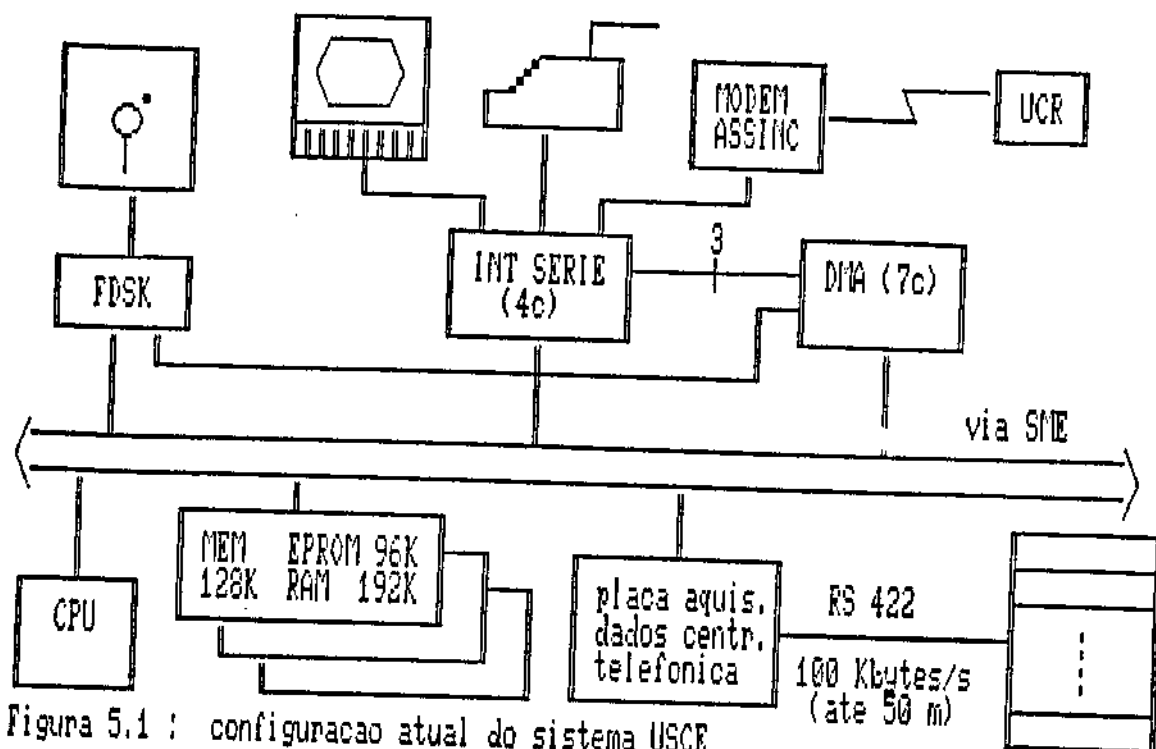 MODEM
ASSINC
UCR
FDSK
INT SERIE
(4c)
3
DMA (7c)
via SME
CPU
MEM EPROM 96K
128K RAM 192K
placa aquis.
dados centr.
telefonica
RS 422
100 Kbytes/s
(ate 50 m)
Figura 5.1 : configuracao atual do sistema USCE